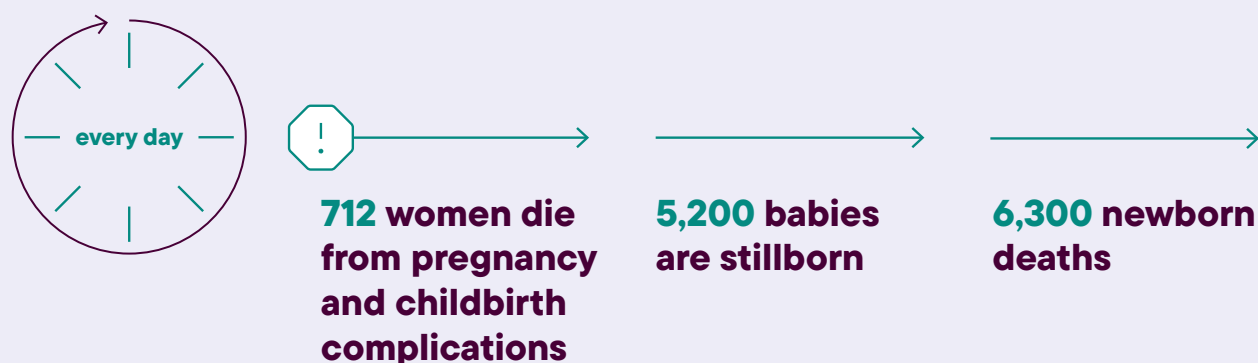 every day
!
712 women die
from pregnancy
and childbirth
complications
5,200 babies
are stillborn
6,300 newborn
deaths